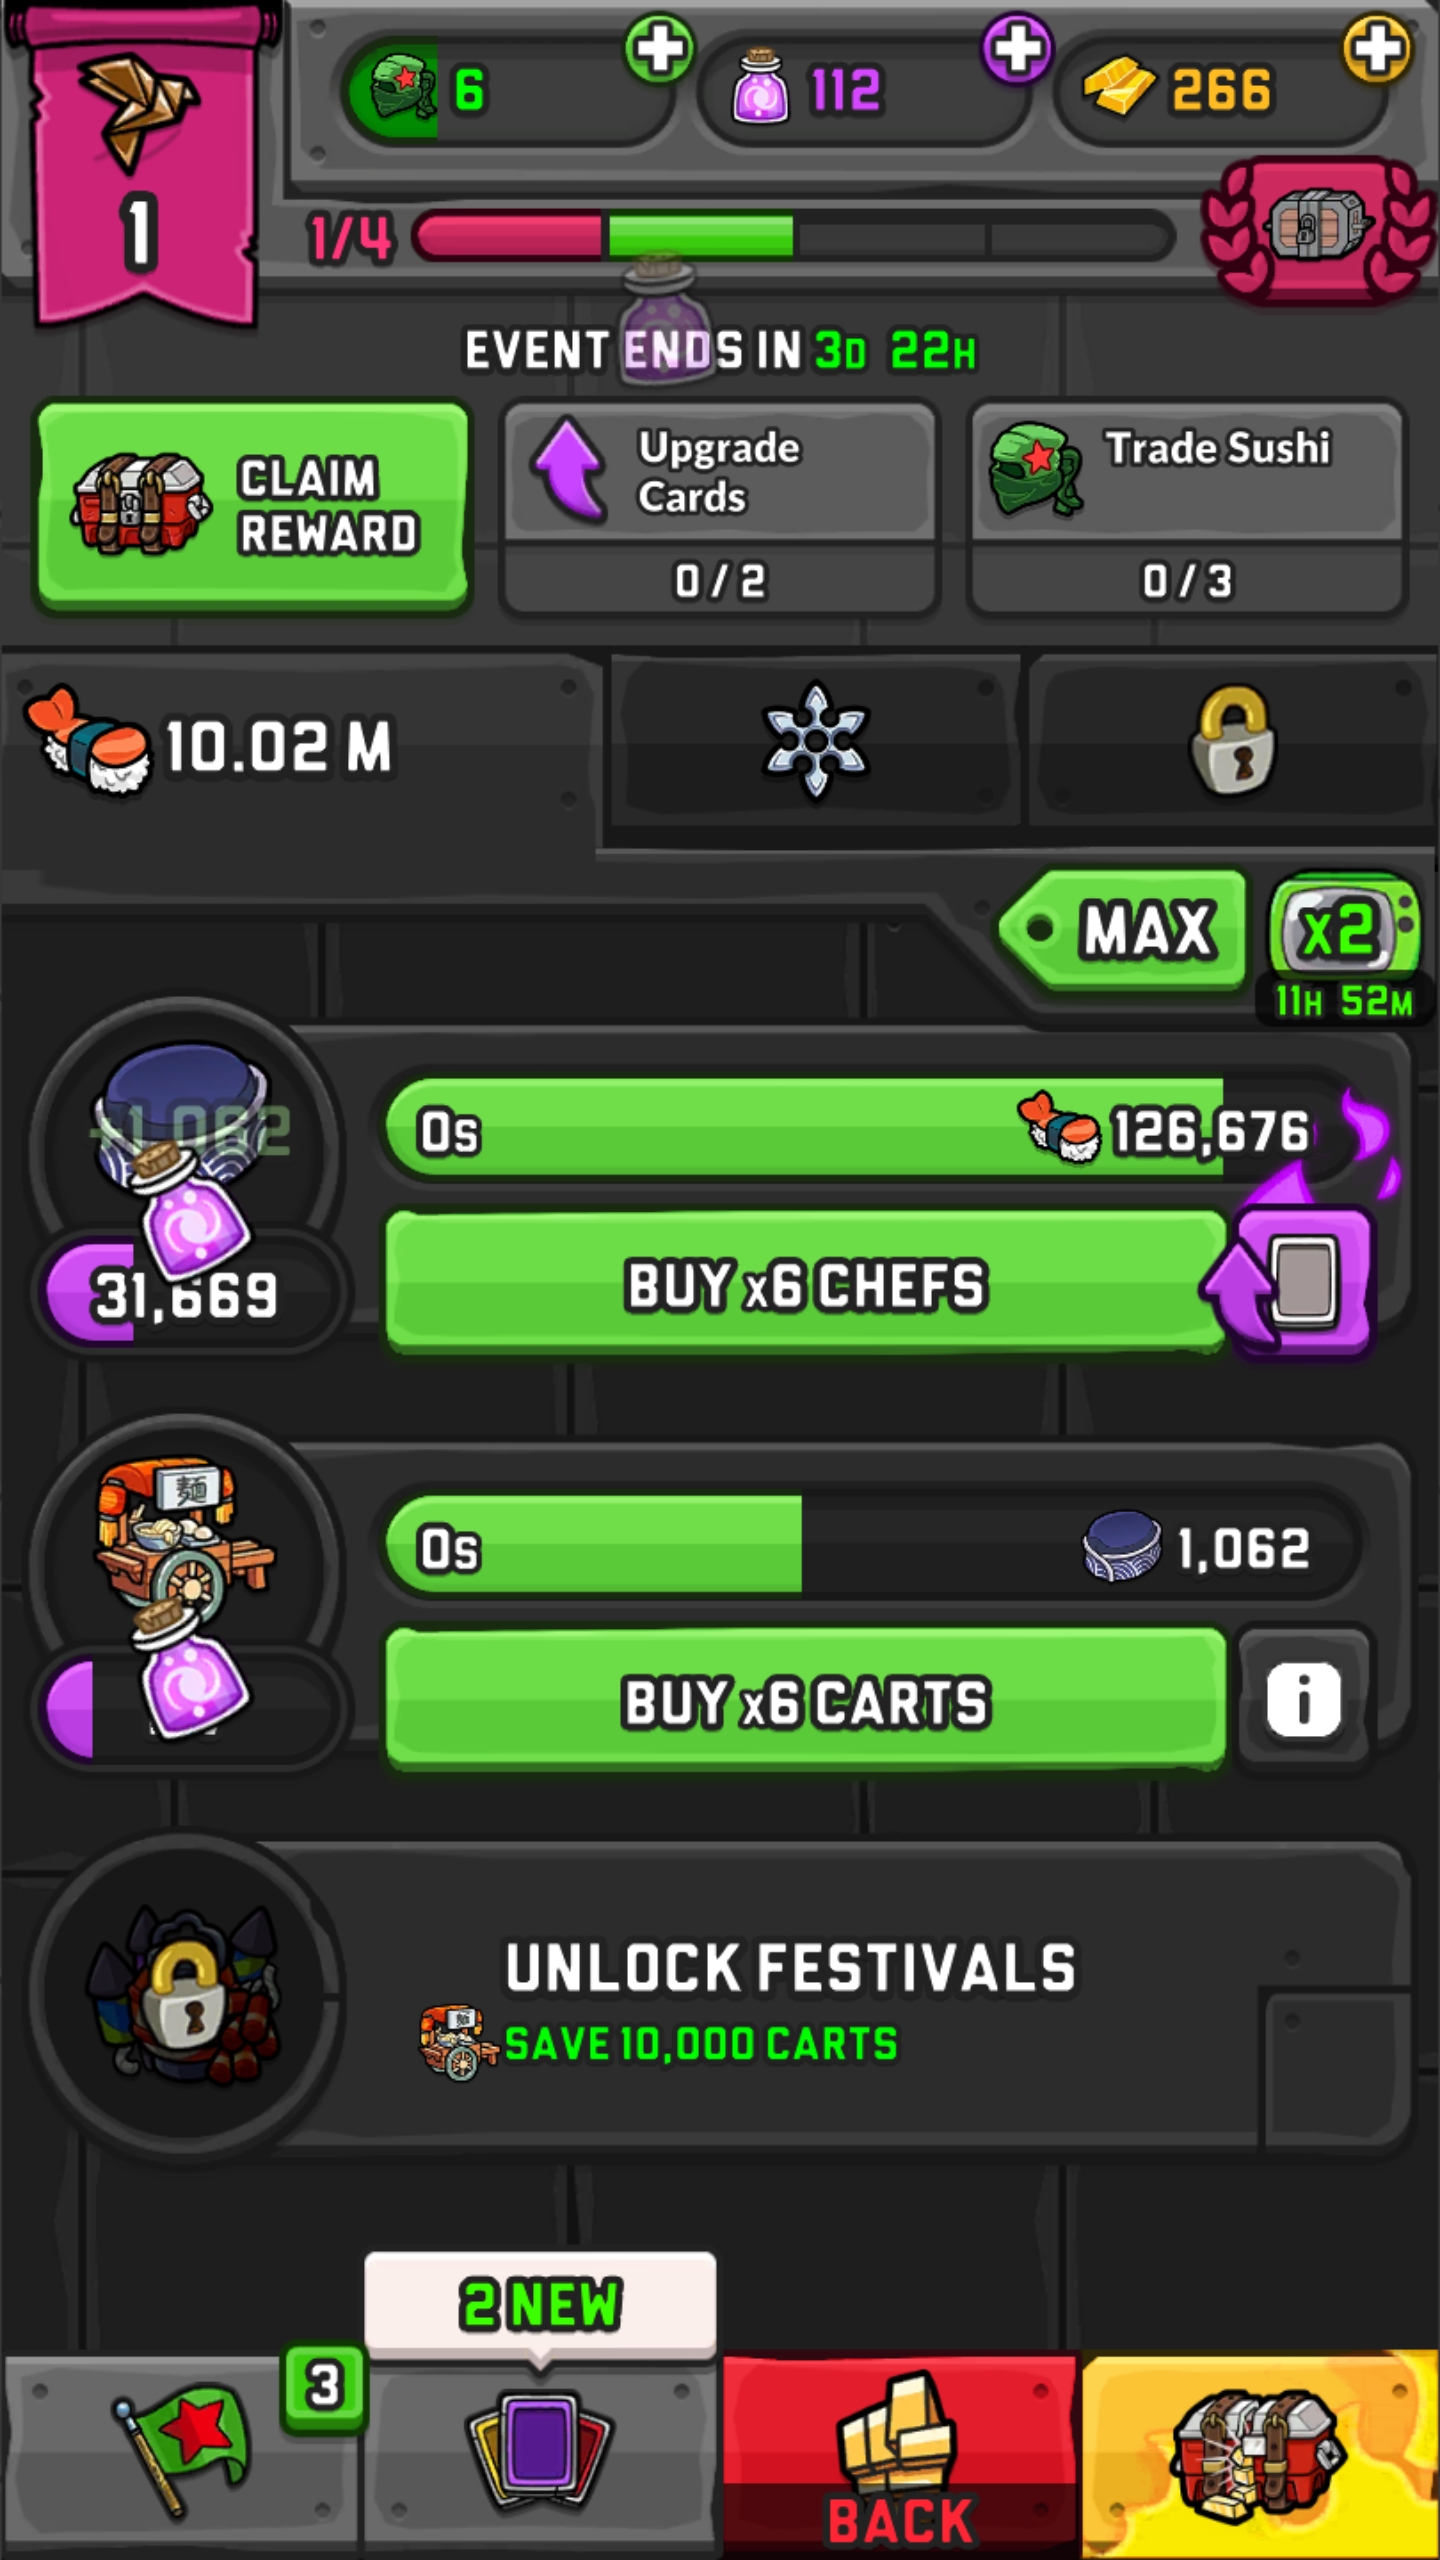 6
112
266
1
1/4
EVENT ENDS IN 3D 22H
CLAIM
REWARD
Upgrade
Cards
0 / 2
Trade Sushi
0 / 3
10.02 M
MAX
x2
11H 52M
+1,062
0s
126,676
31,669
BUY x6 CHEFS
麺
0s
1,062
BUY x6 CARTS
i
UNLOCK FESTIVALS
SAVE 10,000 CARTS
2 NEW
3
BACK